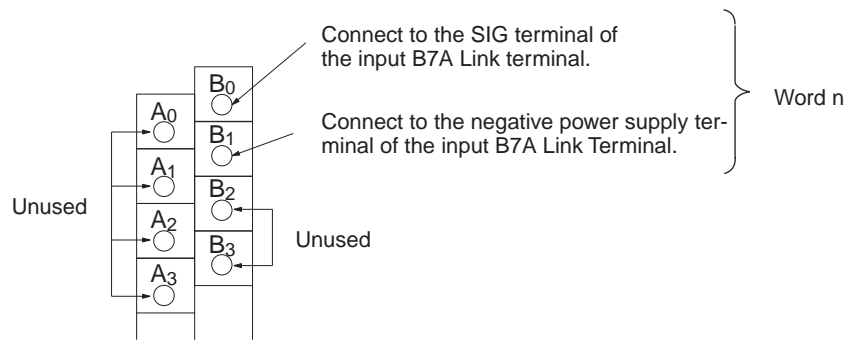 Connect to the SIG terminal of
the input B7A Link terminal.
Word n
Connect to the negative power supply ter-
minal of the input B7A Link Terminal.
B0
A0
B1
A1
B2
Unused
A2
B3
Unused
A3